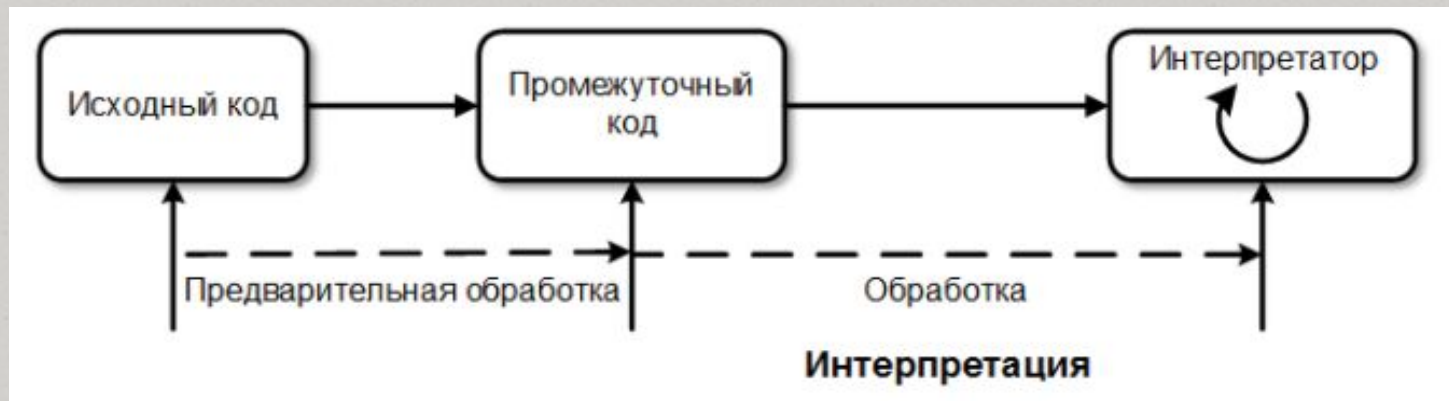 Исходный код
Промежуточный
код
Интерпретатор
Предварительная обработка
Обработка
Интерпретация